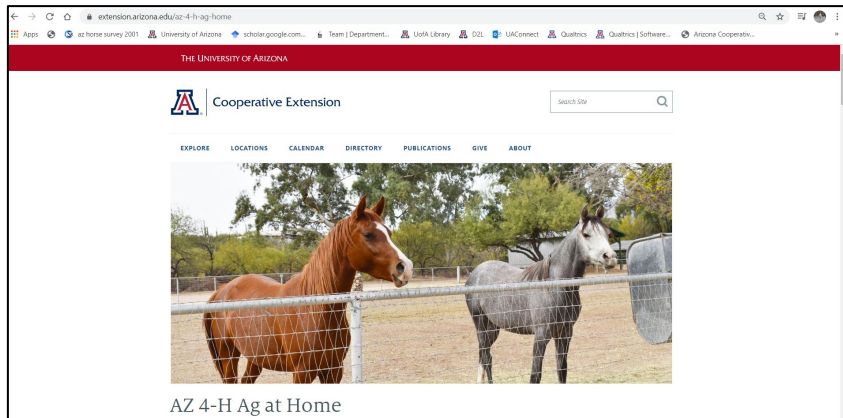 extension.arizona.edu/az-4-h-ag-home
Apps az horse survey 2001 University of Arizona scholar.google.com... Team | Department... UofA Library D2L UAConnect Qualtrics Qualtrics | Software... Arizona Cooperativ... »
THE UNIVERSITY OF ARIZONA
A Cooperative Extension
Search Site
EXPLORE LOCATIONS CALENDAR DIRECTORY PUBLICATIONS GIVE ABOUT
AZ 4-H Ag at Home